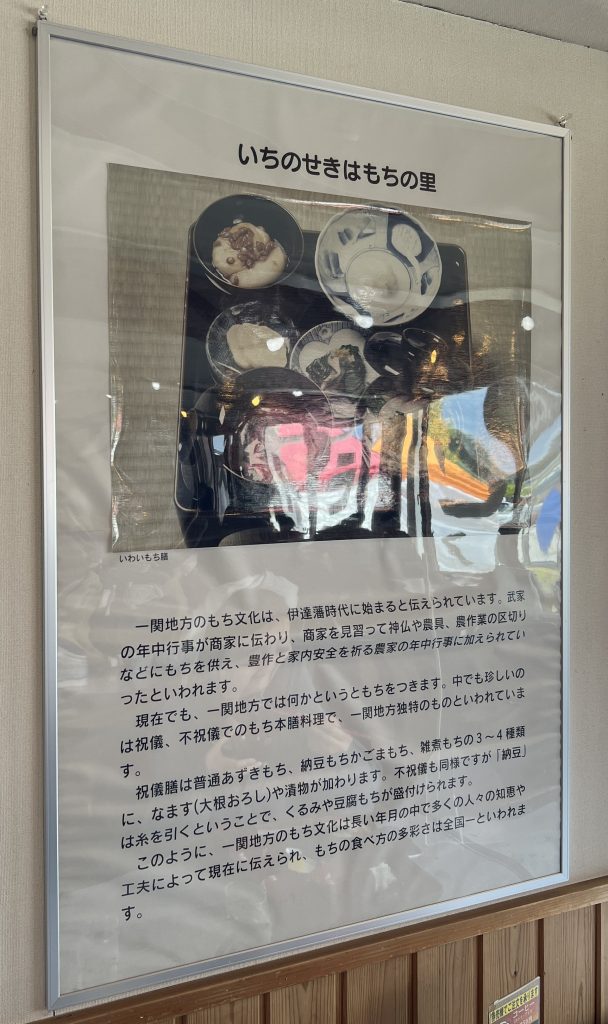 いちのせきはもちの里
いわいもち膳
一関地方のもち文化は、伊達藩時代に始まると伝えられています。武家
の年中行事が商家に伝わり、商家を見習って神仏や農具、農作業の区切り
などにもちを供え、豊作と家内安全を祈る農家の年中行事に加えられてい
ったといわれます。
現在でも、一関地方では何かというともちをつきます。中でも珍しいの
は祝儀、不祝儀でのもち本膳料理で、一関地方独特のものといわれていま
す。
祝儀膳は普通あずきもち、納豆もちかごまもち、雑煮もちの3～4種類
に、なます(大根おろし)や漬物が加わります。不祝儀も同様ですが「納豆」
は糸を引くということで、くるみや豆腐もちが盛付けられます。
このように、一関地方のもち文化は長い年月の中で多くの人々の知恵や
工夫によって現在に伝えられ、もちの食べ方の多彩さは全国一といわれま
す。